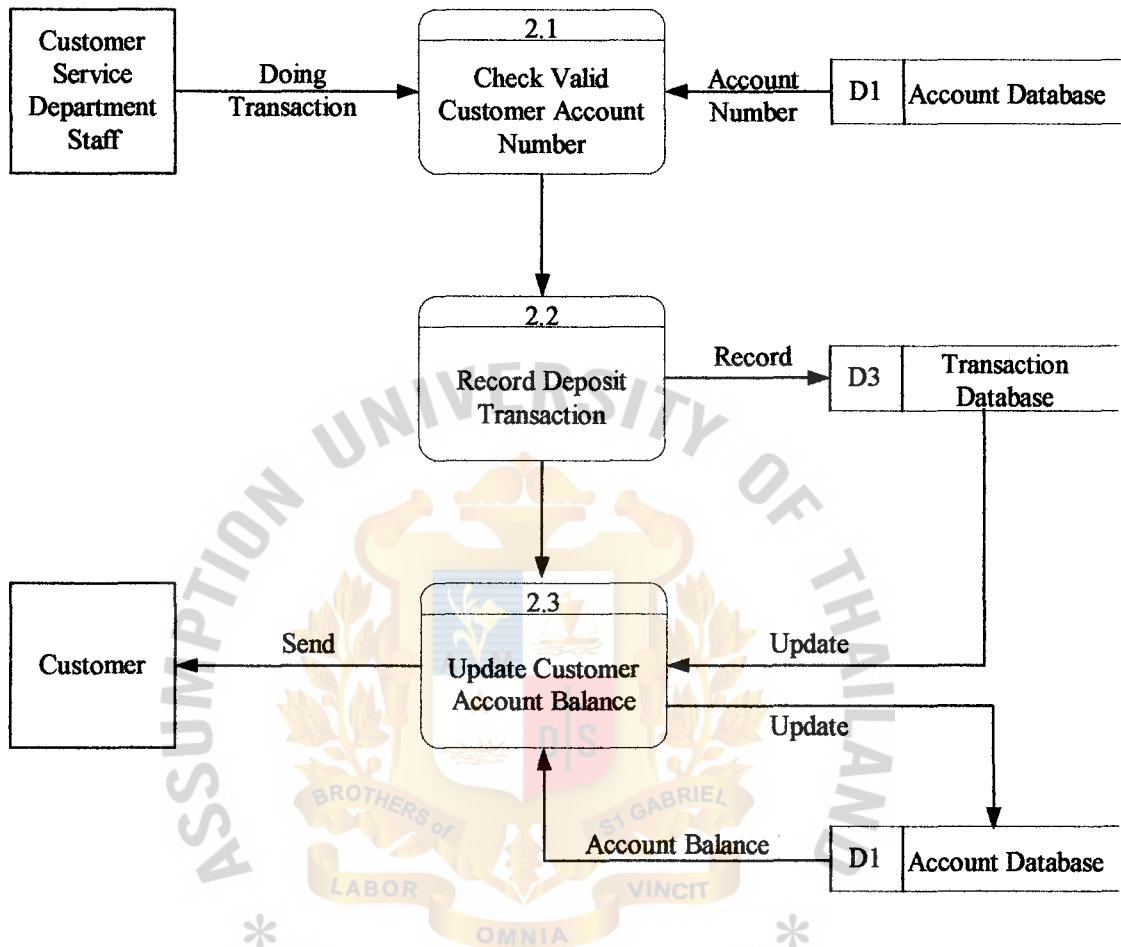 Customer
Service
Department
Staff
Doing
Transaction
2.1
Check Valid
Customer Account
Number
Account
Number
D1
Account Database
2.2
Record Deposit
Transaction
Record
D3
Transaction
Database
Customer
Send
2.3
Update Customer
Account Balance
Update
Update
Account Balance
D1
Account Database
ASSUMPTION UNIVERSITY OF THAILAND
D S
BROTHERS of
S1 GABRIEL
LABOR
VINCIT
OMNIA
* *